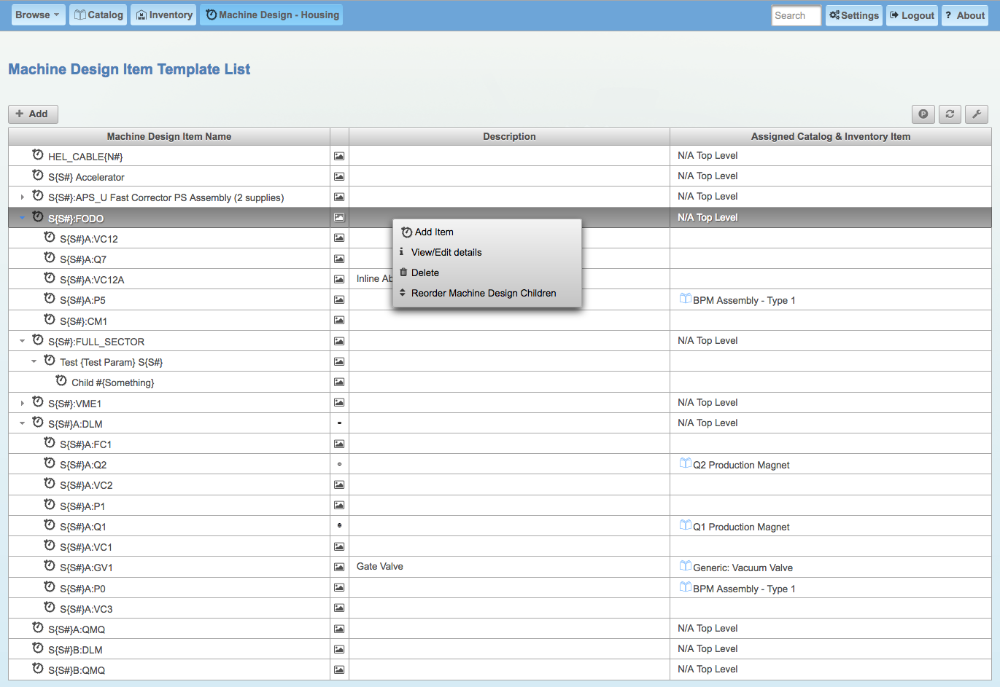 Browse Catalog Inventory Machine Design - Housing Search Settings Logout ? About
Machine Design Item Template List
+ Add P
Machine Design Item Name Description Assigned Catalog & Inventory Item
HEL_CABLE{N#} N/A Top Level
S{S#} Accelerator N/A Top Level
S{S#}:APS_U Fast Corrector PS Assembly (2 supplies) N/A Top Level
S{S#}:FODO N/A Top Level
Add Item
S{S#}A:VC12
View/Edit details
S{S#}A:Q7
Delete
S{S#}A:VC12A Inline
Reorder Machine Design Children
S{S#}A:P5 BPM Assembly - Type 1
S{S#}:CM1
S{S#}:FULL_SECTOR N/A Top Level
Test {Test Param} S{S#}
Child #{Something}
S{S#}:VME1 N/A Top Level
S{S#}A:DLM N/A Top Level
S{S#}A:FC1
S{S#}A:Q2 Q2 Production Magnet
S{S#}A:VC2
S{S#}A:P1
S{S#}A:Q1 Q1 Production Magnet
S{S#}A:VC1
S{S#}A:GV1 Gate Valve Generic: Vacuum Valve
S{S#}A:P0 BPM Assembly - Type 1
S{S#}A:VC3
S{S#}A:QMQ N/A Top Level
S{S#}B:DLM N/A Top Level
S{S#}B:QMQ N/A Top Level